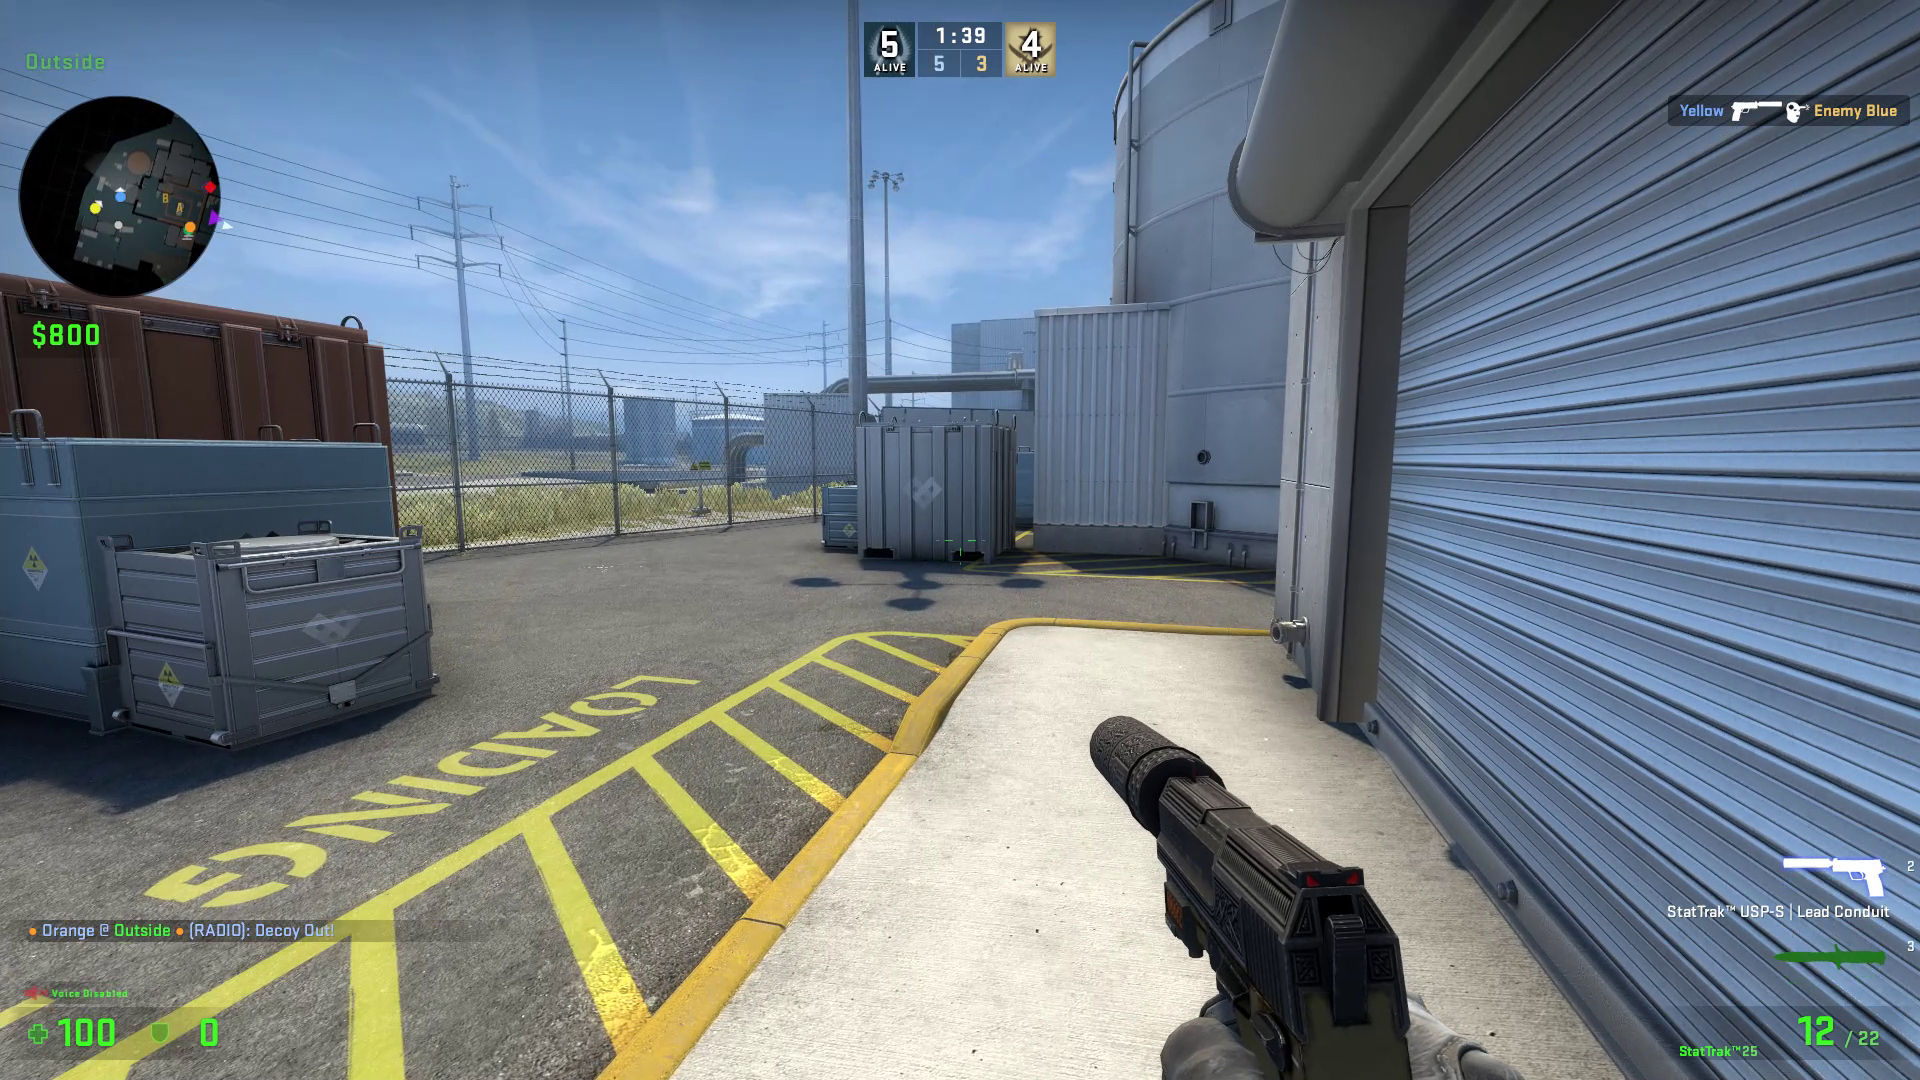 5 1:39 4
ALIVE 5 3 ALIVE
Outside
Yellow Enemy Blue
B
A
$800
LOADING
2
StatTrak™ USP-S | Lead Conduit
3
• Orange @ Outside • (RADIO): Decoy Out!
Voice Disabled
100 0
12 / 22
StatTrak™25